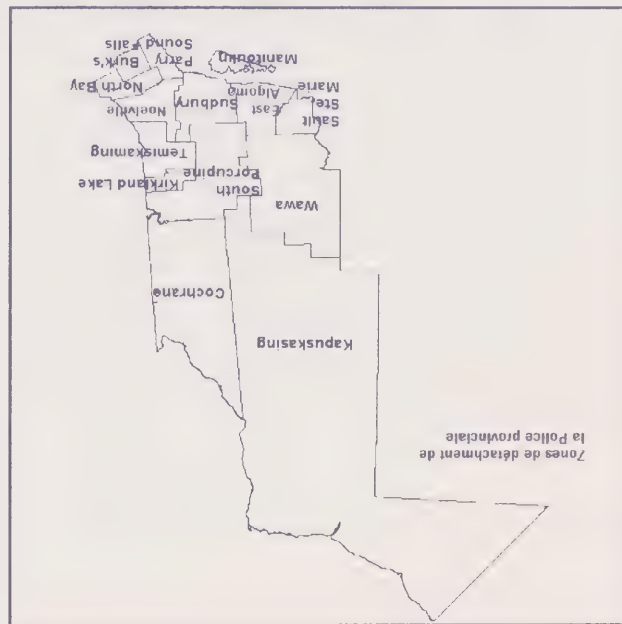 Zones de détachment de
la Police provinciale
Kapuskasing
Cochrane
Wawa
South
Porcupine
Kirkland Lake
Temiskaming
Noelville
North Bay
Sudbury
East
Algoma
Sault
Ste
Marie
Manitoulin
Parry
Sound
Burk's
Falls